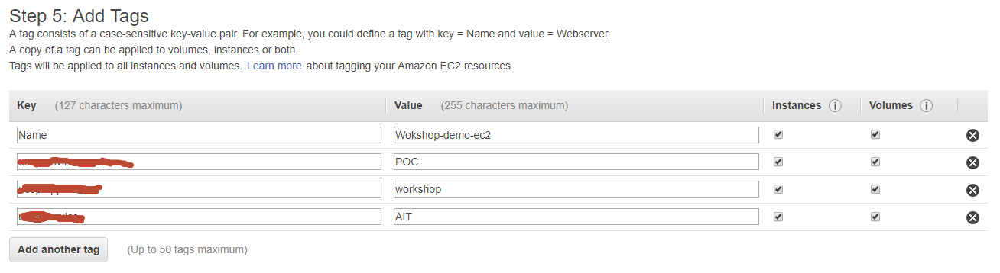 Step 5: Add Tags
A tag consists of a case-sensitive key-value pair. For example, you could define a tag with key = Name and value = Webserver.
A copy of a tag can be applied to volumes, instances or both.
Tags will be applied to all instances and volumes. Learn more about tagging your Amazon EC2 resources.
Key (127 characters maximum) Value (255 characters maximum) Instances i Volumes i
Name Wokshop-demo-ec2
POC
workshop
AIT
Add another tag (Up to 50 tags maximum)